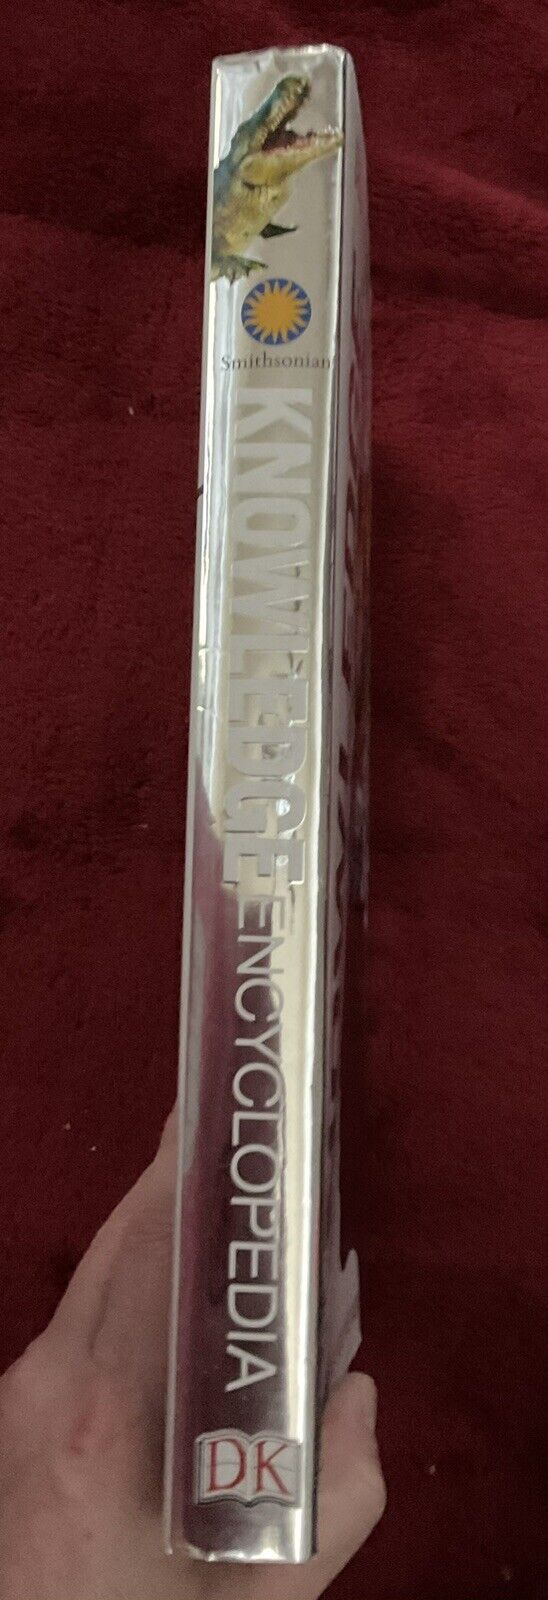 Smithsonian
KNOWLEDGE
ENCYCLOPEDIA
DK